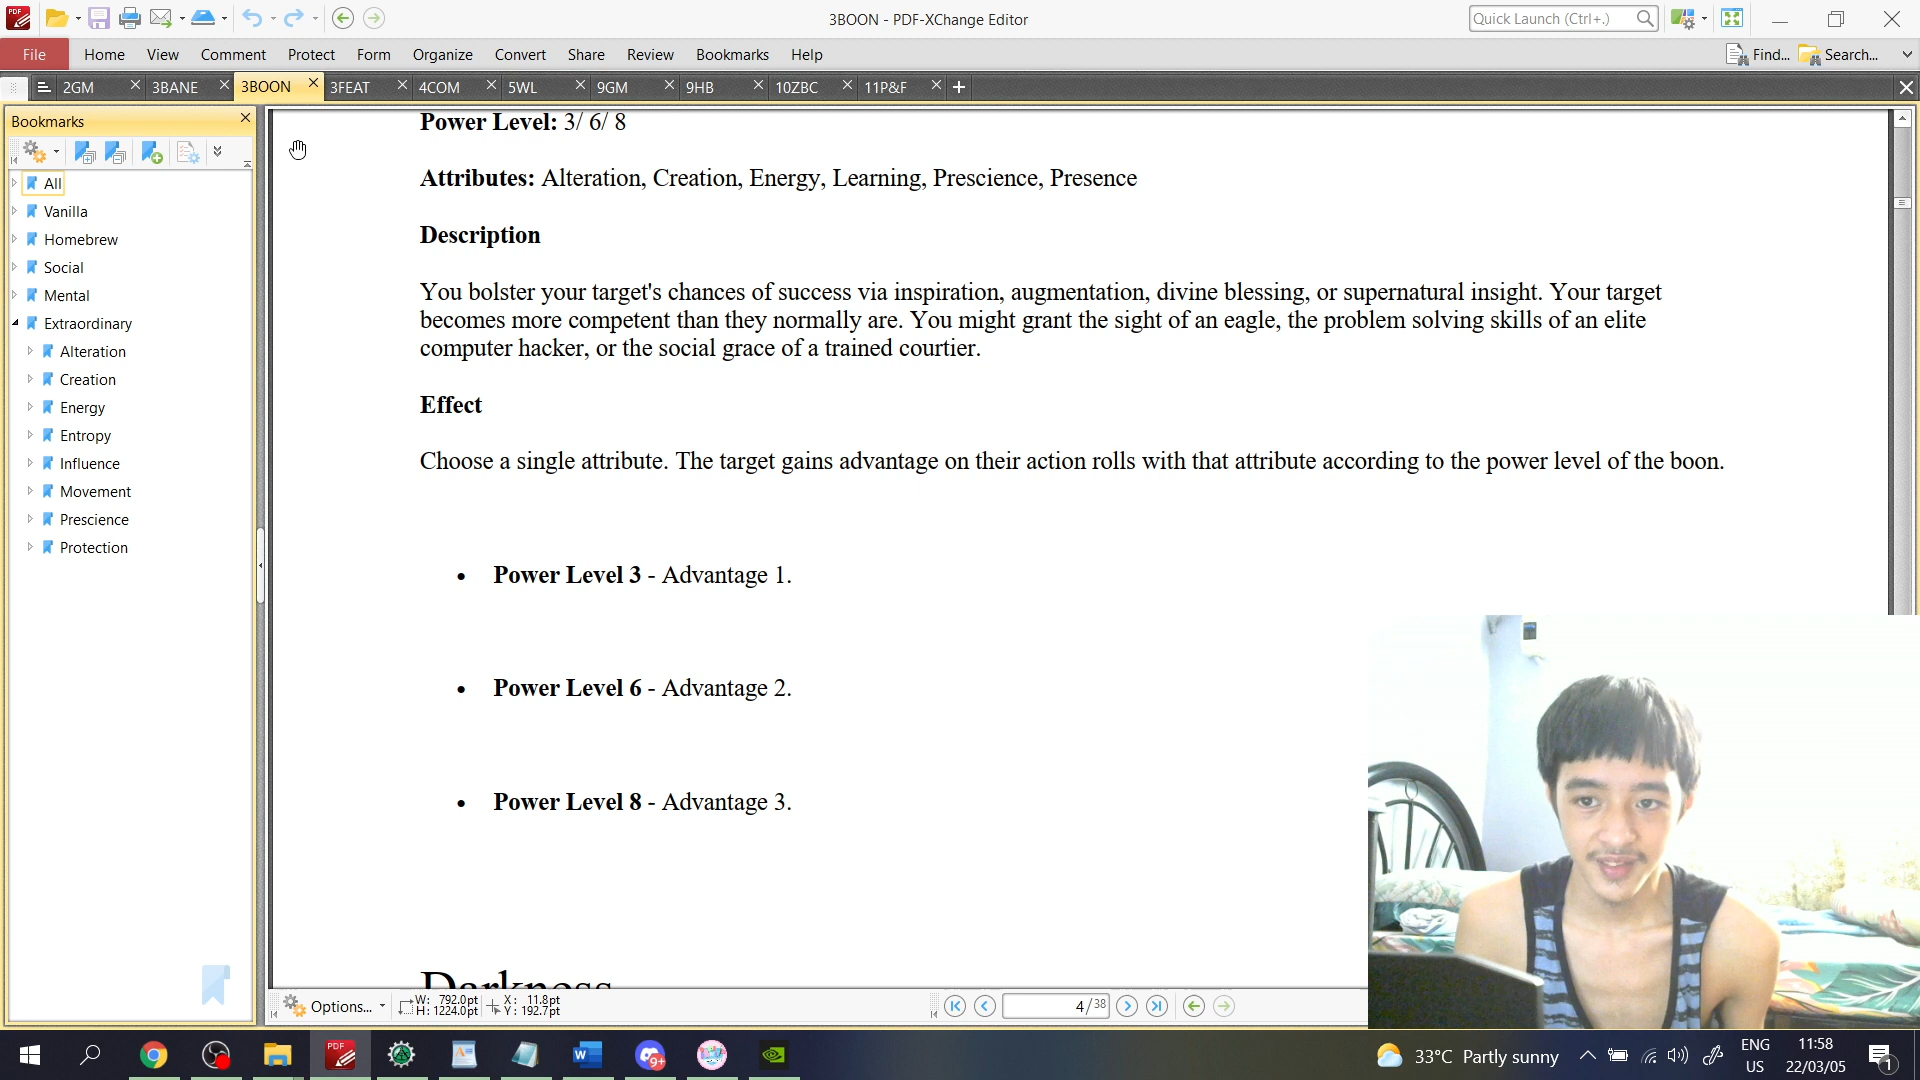 3BOON - PDF-XChange Editor
Quick Launch (Ctrl+.)
File Home View Comment Protect Form Organize Convert Share Review Bookmarks Help
Find... Search...
2GM 3BANE 3BOON 3FEAT 4COM 5WL 9GM 9HB 10ZBC 11P&F
Bookmarks
All
Vanilla
Homebrew
Social
Mental
Extraordinary
Alteration
Creation
Energy
Entropy
Influence
Movement
Prescience
Protection
Power Level: 3/ 6/ 8
Attributes: Alteration, Creation, Energy, Learning, Prescience, Presence
Description
You bolster your target's chances of success via inspiration, augmentation, divine blessing, or supernatural insight. Your target
becomes more competent than they normally are. You might grant the sight of an eagle, the problem solving skills of an elite
computer hacker, or the social grace of a trained courtier.
Effect
Choose a single attribute. The target gains advantage on their action rolls with that attribute according to the power level of the boon.
• Power Level 3 - Advantage 1.
• Power Level 6 - Advantage 2.
• Power Level 8 - Advantage 3.
Darkness
Options...
W: 792.0pt X: 11.8pt
H: 1224.0pt Y: 192.7pt
4 / 38
33°C Partly sunny
ENG
US
11:58
22/03/05
PDF
PDF
9+
1